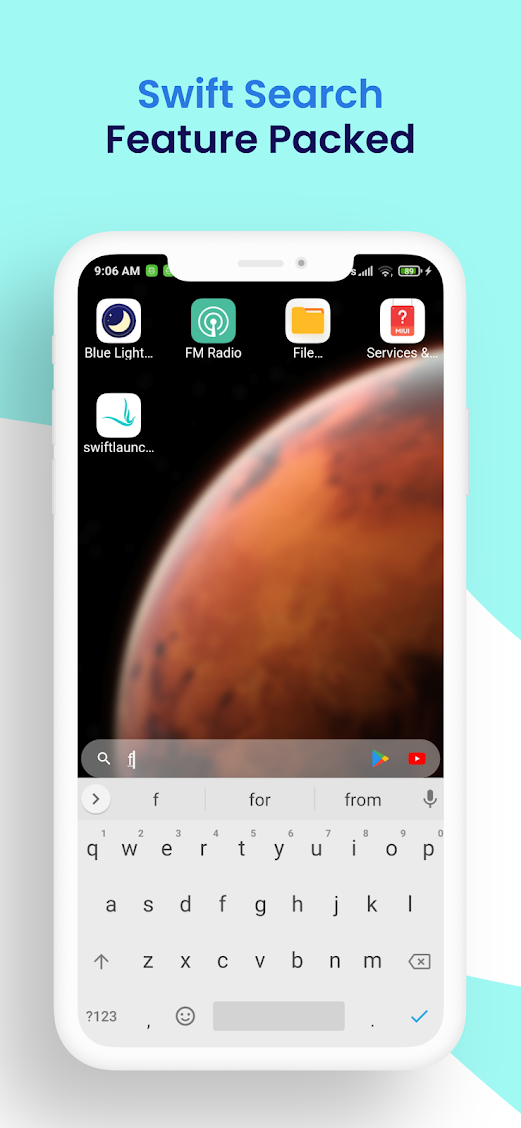 Swift Search
Feature Packed
9:06 AM
89
Blue Light... FM Radio File... Services &...
?
MIUI
swiftlaunc...
f
f for from
1 2 3 4 5 6 7 8 9 0
q w e r t y u i o p
a s d f g h j k l
z x c v b n m
?123 , .